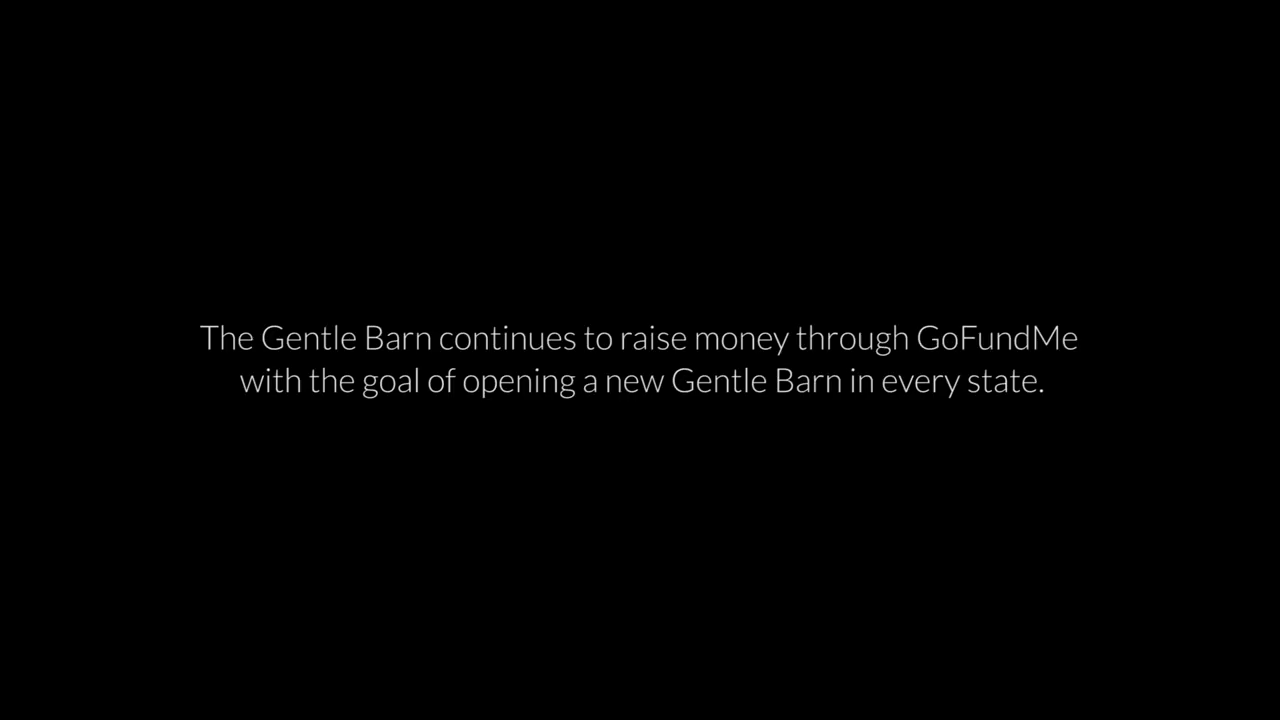 The Gentle Barn continues to raise money through GoFundMe
with the goal of opening a new Gentle Barn in every state.